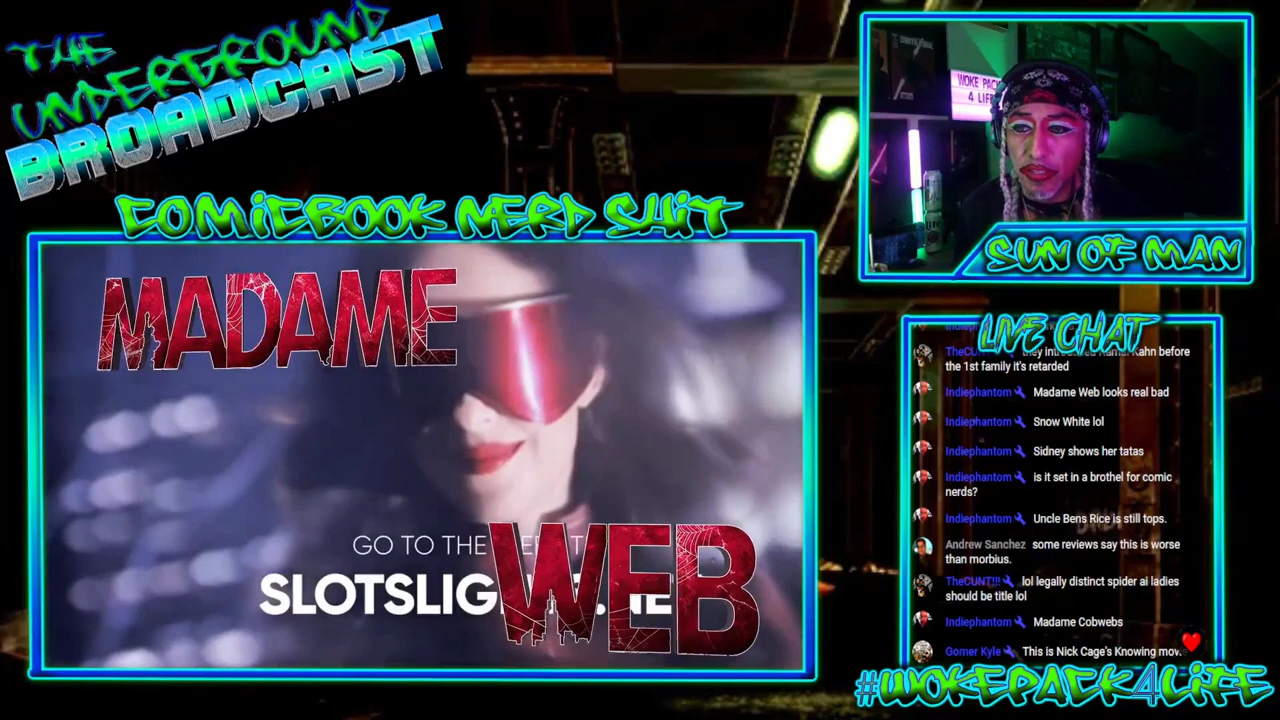 THE
UNDERGROUND
BROADCAST
COMICBOOK NERD SHIT
MADAME
GO TO THE
SLOTSLIG
WEB
WOKE PACK
4 LIFE
SUN OF MAN
LIVE CHAT
Kahn before
the 1st family it's retarded
Indiephantom Madame Web looks real bad
Indiephantom Snow White lol
Indiephantom Sidney shows her tatas
Indiephantom is it set in a brothel for comic
nerds?
Indiephantom Uncle Bens Rice is still tops.
Andrew Sanchez some reviews say this is worse
than morbius.
TheCUNT!!! lol legally distinct spider ai ladies
should be title lol
Indiephantom Madame Cobwebs
Gomer Kyle This is Nick Cage's Knowing mov
#WOKEPACK4LIFE